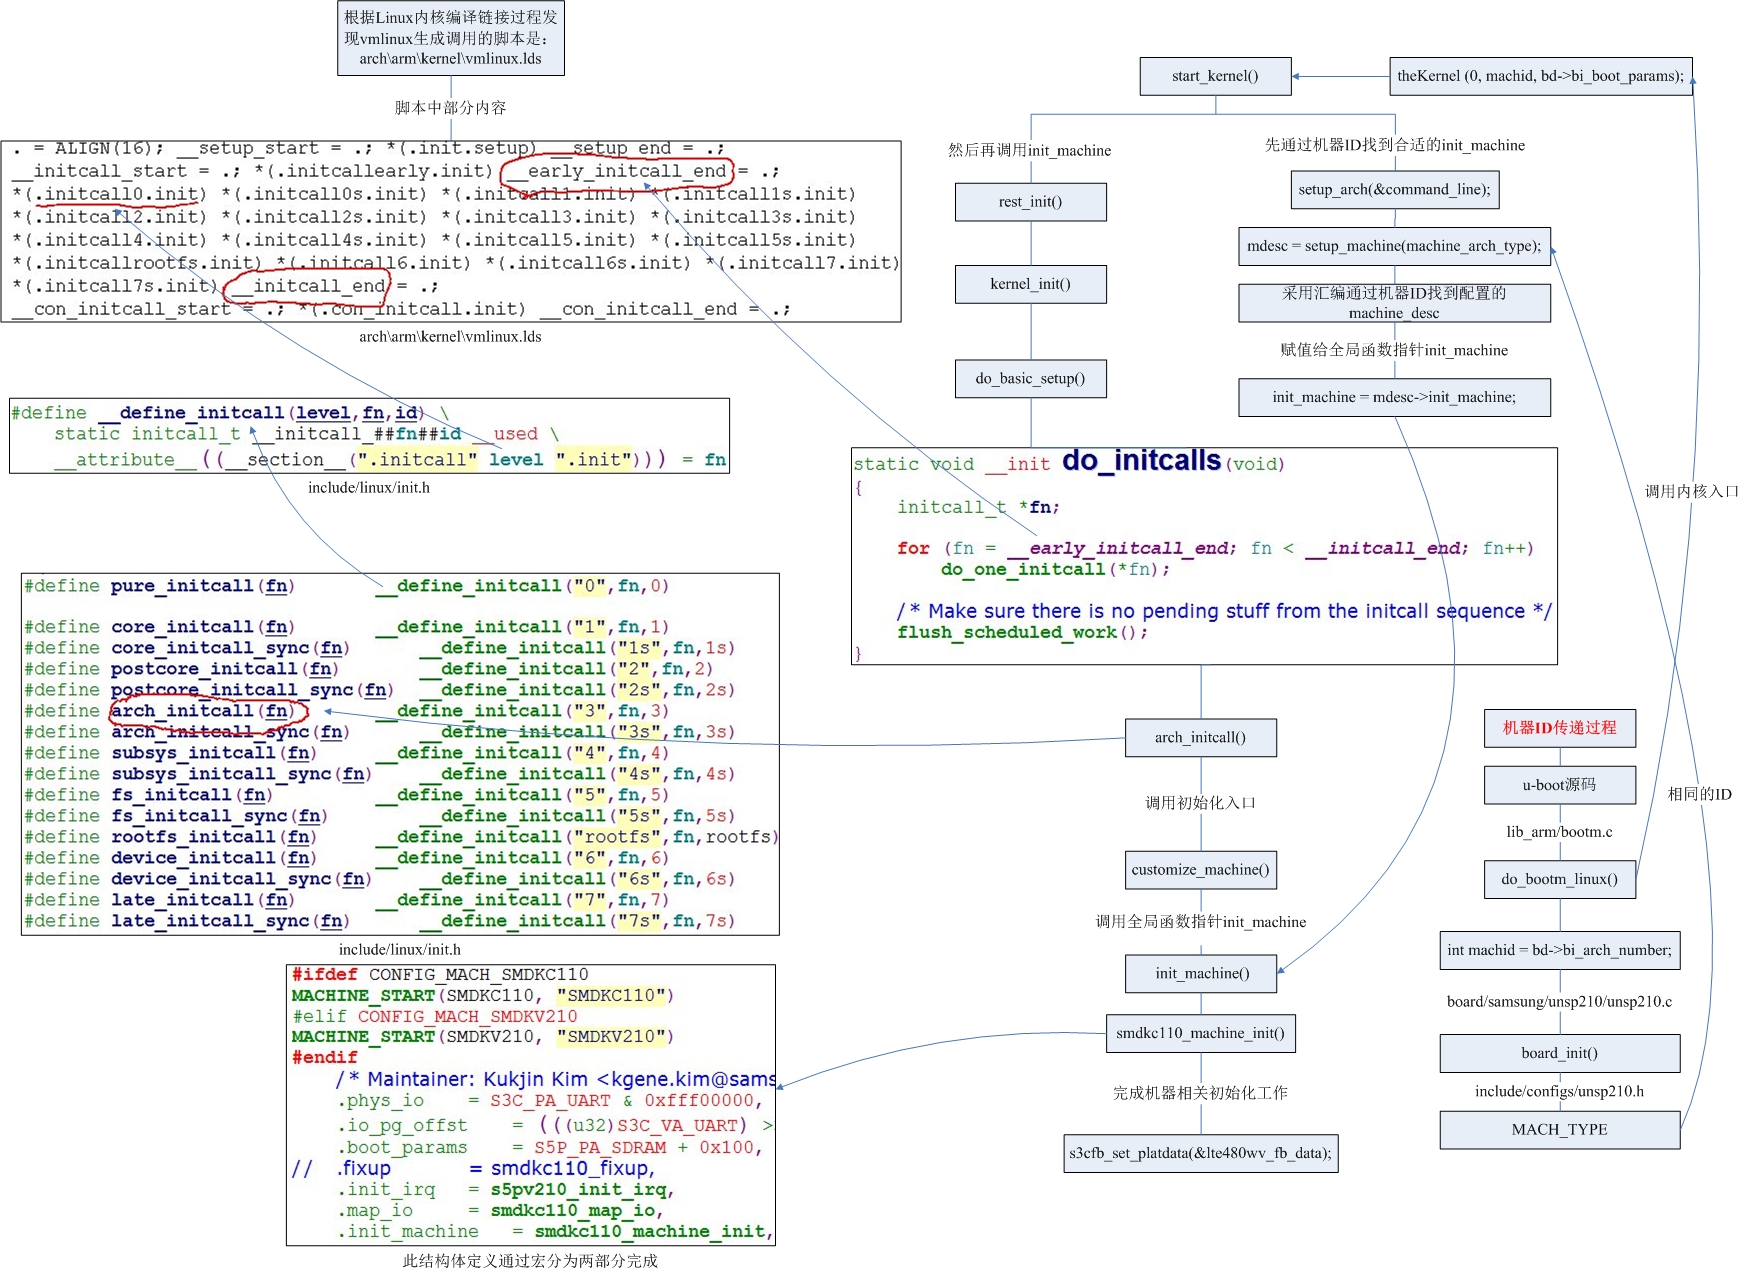 根据Linux内核编译链接过程发
现vmlinux生成调用的脚本是:
arch\arm\kernel\vmlinux.lds
脚本中部分内容
. = ALIGN(16); __setup_start = .; *(.init.setup) __setup_end = .;
__initcall_start = .; *(.initcallearly.init) __early_initcall_end = .;
*(.initcall0.init) *(.initcall0s.init) *(.initcall1.init) *(.initcall1s.init)
*(.initcall2.init) *(.initcall2s.init) *(.initcall3.init) *(.initcall3s.init)
*(.initcall4.init) *(.initcall4s.init) *(.initcall5.init) *(.initcall5s.init)
*(.initcallrootfs.init) *(.initcall6.init) *(.initcall6s.init) *(.initcall7.init)
*(.initcall7s.init) __initcall_end = .;
__con_initcall_start = .; *(.con_initcall.init) __con_initcall_end = .;
arch\arm\kernel\vmlinux.lds
#define __define_initcall(level,fn,id) \
static initcall_t __initcall_##fn##id __used \
__attribute__((__section__(".initcall" level ".init"))) = fn
include/linux/init.h
#define pure_initcall(fn) __define_initcall("0",fn,0)
#define core_initcall(fn) __define_initcall("1",fn,1)
#define core_initcall_sync(fn) __define_initcall("1s",fn,1s)
#define postcore_initcall(fn) __define_initcall("2",fn,2)
#define postcore_initcall_sync(fn) __define_initcall("2s",fn,2s)
#define arch_initcall(fn) __define_initcall("3",fn,3)
#define arch_initcall_sync(fn) __define_initcall("3s",fn,3s)
#define subsys_initcall(fn) __define_initcall("4",fn,4)
#define subsys_initcall_sync(fn) __define_initcall("4s",fn,4s)
#define fs_initcall(fn) __define_initcall("5",fn,5)
#define fs_initcall_sync(fn) __define_initcall("5s",fn,5s)
#define rootfs_initcall(fn) __define_initcall("rootfs",fn,rootfs)
#define device_initcall(fn) __define_initcall("6",fn,6)
#define device_initcall_sync(fn) __define_initcall("6s",fn,6s)
#define late_initcall(fn) __define_initcall("7",fn,7)
#define late_initcall_sync(fn) __define_initcall("7s",fn,7s)
include/linux/init.h
#ifdef CONFIG_MACH_SMDKC110
MACHINE_START(SMDKC110, "SMDKC110")
#elif CONFIG_MACH_SMDKV210
MACHINE_START(SMDKV210, "SMDKV210")
#endif
/* Maintainer: Kukjin Kim <kgene.kim@sams
.phys_io = S3C_PA_UART & 0xfff00000,
.io_pg_offst = (((u32)S3C_VA_UART) >
.boot_params = S5P_PA_SDRAM + 0x100,
// .fixup = smdkc110_fixup,
.init_irq = s5pv210_init_irq,
.map_io = smdkc110_map_io,
.init_machine = smdkc110_machine_init,
此结构体定义通过宏分为两部分完成
start_kernel()
theKernel (0, machid, bd->bi_boot_params);
然后再调用init_machine
rest_init()
kernel_init()
do_basic_setup()
先通过机器ID找到合适的init_machine
setup_arch(&command_line);
mdesc = setup_machine(machine_arch_type);
采用汇编通过机器ID找到配置的
machine_desc
赋值给全局函数指针init_machine
init_machine = mdesc->init_machine;
static void __init do_initcalls(void)
{
initcall_t *fn;
for (fn = __early_initcall_end; fn < __initcall_end; fn++)
do_one_initcall(*fn);
/* Make sure there is no pending stuff from the initcall sequence */
flush_scheduled_work();
}
arch_initcall()
调用初始化入口
customize_machine()
调用全局函数指针init_machine
init_machine()
smdkc110_machine_init()
完成机器相关初始化工作
s3cfb_set_platdata(&lte480wv_fb_data);
调用内核入口
机器ID传递过程
u-boot源码
lib_arm/bootm.c
do_bootm_linux()
int machid = bd->bi_arch_number;
board/samsung/unsp210/unsp210.c
board_init()
include/configs/unsp210.h
MACH_TYPE
相同的ID